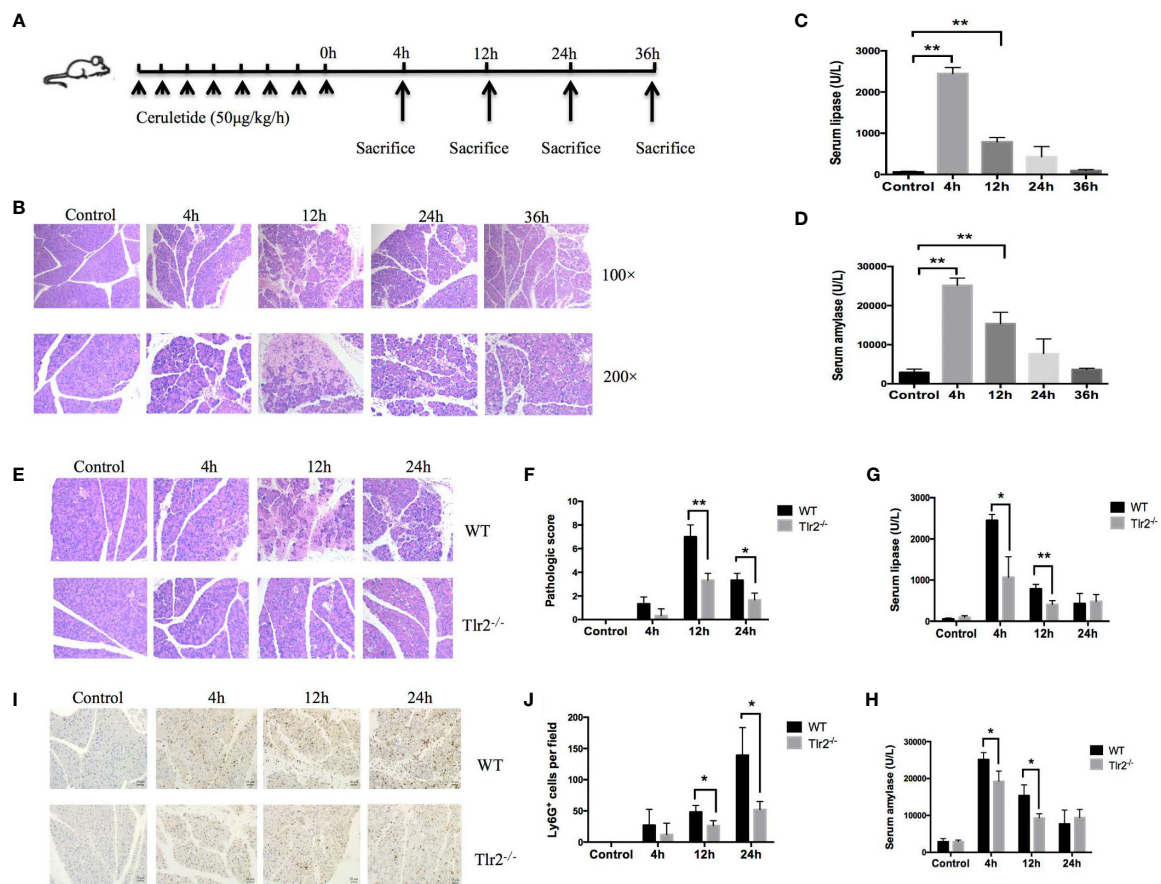 A
0h 4h 12h 24h 36h
Ceruletide (50μg/kg/h)
Sacrifice Sacrifice Sacrifice Sacrifice
B
Control 4h 12h 24h 36h
100×
200×
C
** **
Serum lipase (U/L)
3000
2000
1000
0
Control 4h 12h 24h 36h
D
** **
Serum amylase (U/L)
30000
20000
10000
0
Control 4h 12h 24h 36h
E
Control 4h 12h 24h
WT
Tlr2-/-
F
Pathologic score
10
8
6
4
2
0
** *
WT
Tlr2-/-
Control 4h 12h 24h
G
Serum lipase (U/L)
3000
2000
1000
0
* **
WT
Tlr2-/-
Control 4h 12h 24h
I
Control 4h 12h 24h
WT
Tlr2-/-
J
Ly6G+ cells per field
200
150
100
50
0
* *
WT
Tlr2-/-
Control 4h 12h 24h
H
Serum amylase (U/L)
30000
20000
10000
0
* *
WT
Tlr2-/-
Control 4h 12h 24h